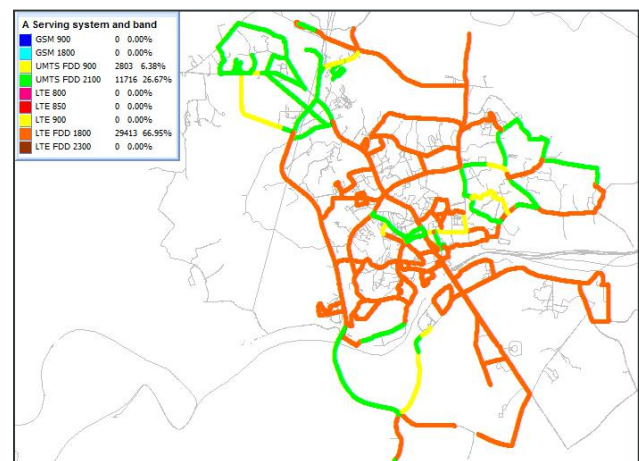 A Serving system and band
GSM 900 0 0.00%
GSM 1800 0 0.00%
UMTS FDD 900 2803 6.38%
UMTS FDD 2100 11716 26.67%
LTE 800 0 0.00%
LTE 850 0 0.00%
LTE 900 0 0.00%
LTE FDD 1800 29413 66.95%
LTE FDD 2300 0 0.00%